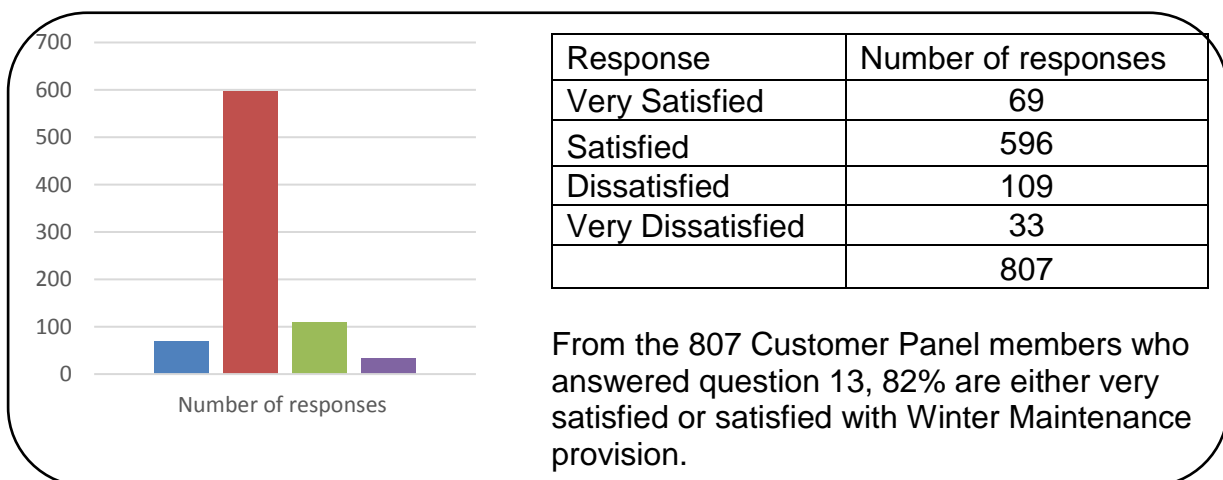 700
600
500
400
300
200
100
0
Number of responses
Response Number of responses
Very Satisfied 69
Satisfied 596
Dissatisfied 109
Very Dissatisfied 33
807
From the 807 Customer Panel members who
answered question 13, 82% are either very
satisfied or satisfied with Winter Maintenance
provision.